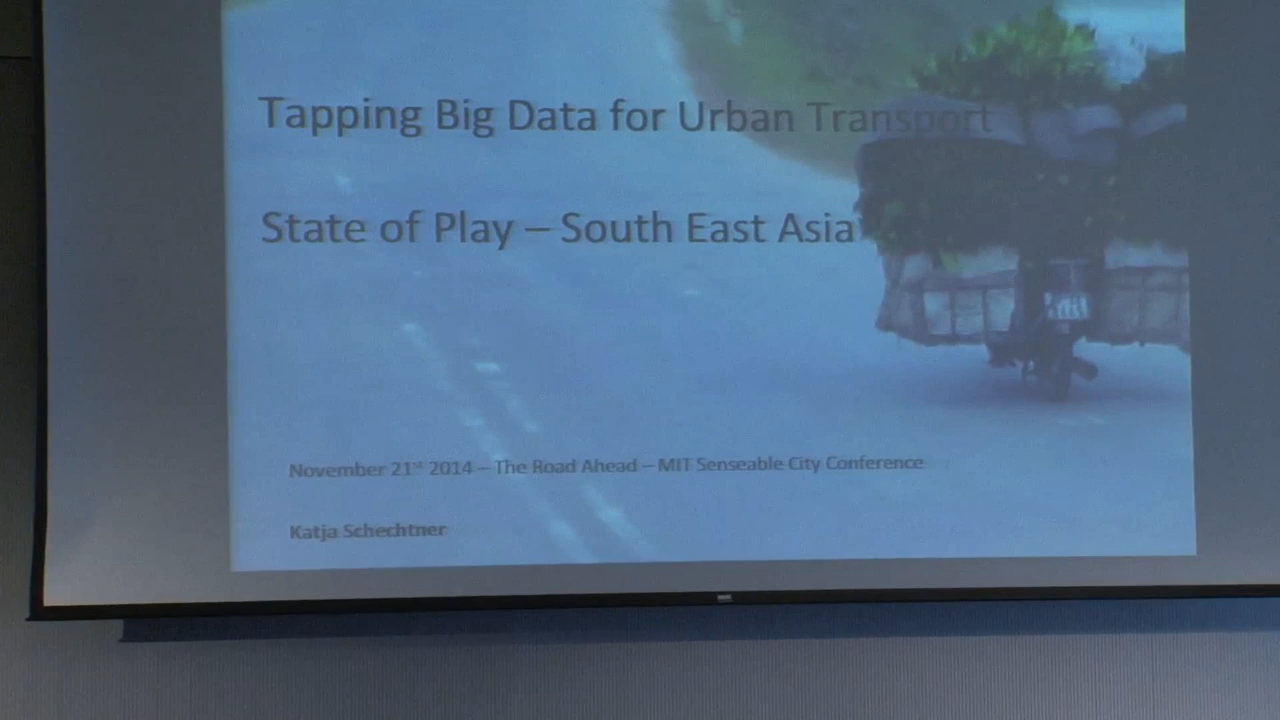 Tapping Big Data for Urban Transport
State of Play – South East Asia
November 21st 2014 – The Road Ahead – MIT Senseable City Conference
Katja Schechtner